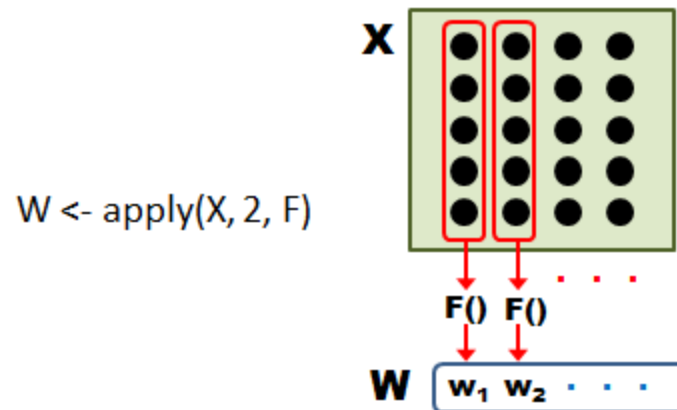 X
W <- apply(X, 2, F)
. . .
F() F()
W w₁ w₂ . . .